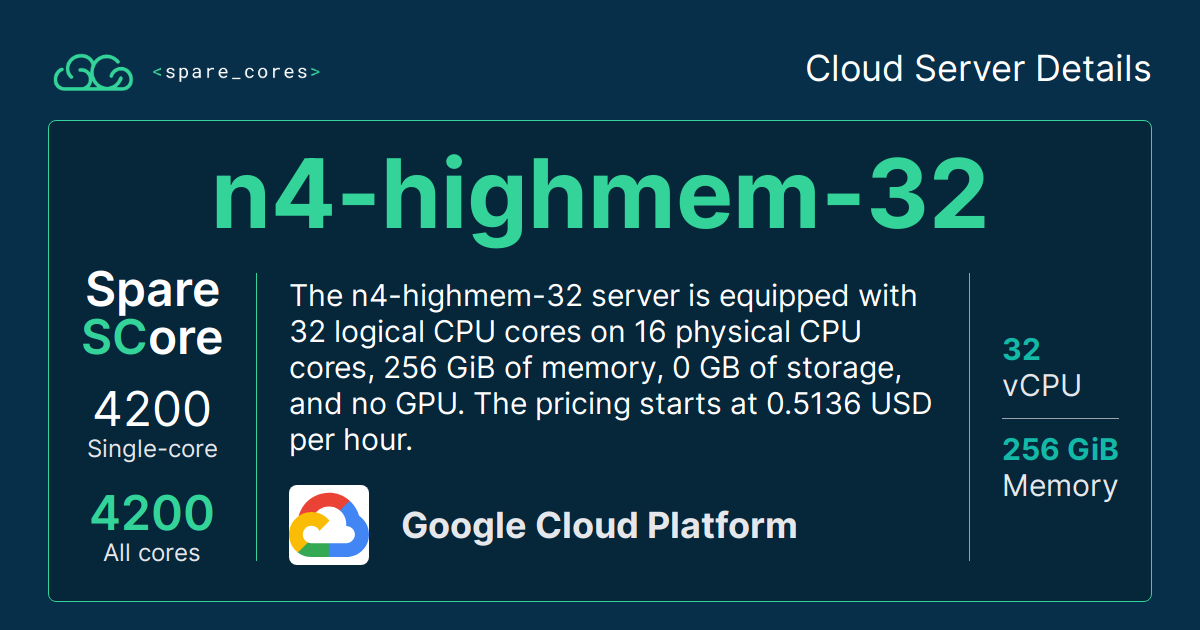 <spare_cores>
Cloud Server Details
n4-highmem-32
Spare
SCore
4200
Single-core
4200
All cores
The n4-highmem-32 server is equipped with
32 logical CPU cores on 16 physical CPU
cores, 256 GiB of memory, 0 GB of storage,
and no GPU. The pricing starts at 0.5136 USD
per hour.
Google Cloud Platform
32
vCPU
256 GiB
Memory